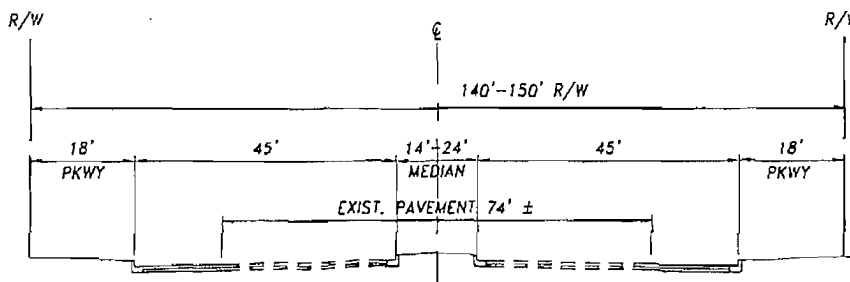 R/W
℄
R/W
140'-150' R/W
18'
45'
14'-24'
45'
18'
PKWY
MEDIAN
PKWY
EXIST. PAVEMENT 74' ±